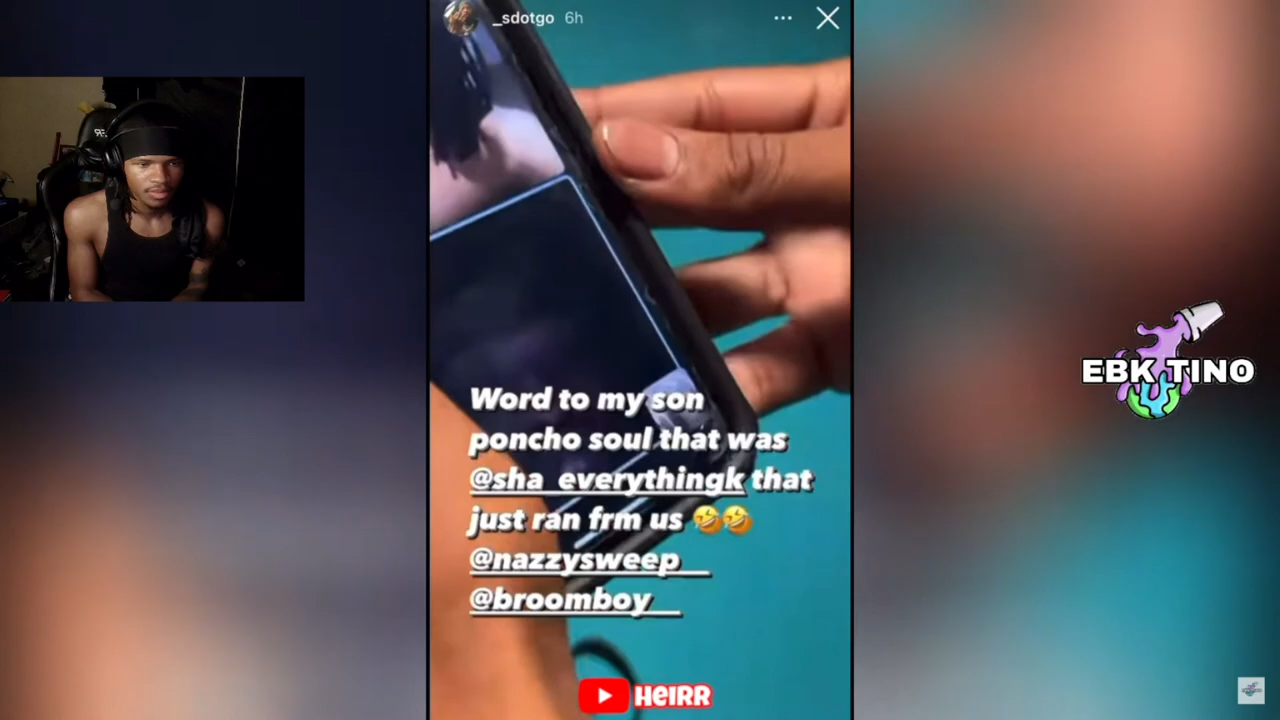 _sdotgo 6h
Word to my son
poncho soul that was
@sha_everythingk that
just ran frm us 🤣🤣
@nazzysweep__
@broomboy__
EBK TINO
HEIRR